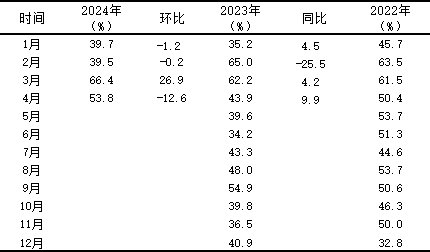 时间 2024年（%） 环比 2023年（%） 同比 2022年（%）
1月 39.7 -1.2 35.2 4.5 45.7
2月 39.5 -0.2 65.0 -25.5 63.5
3月 66.4 26.9 62.2 4.2 61.5
4月 53.8 -12.6 43.9 9.9 50.4
5月 39.6 53.7
6月 34.2 51.3
7月 43.3 44.6
8月 48.0 53.7
9月 54.9 50.6
10月 39.8 46.3
11月 36.5 50.0
12月 40.9 32.8